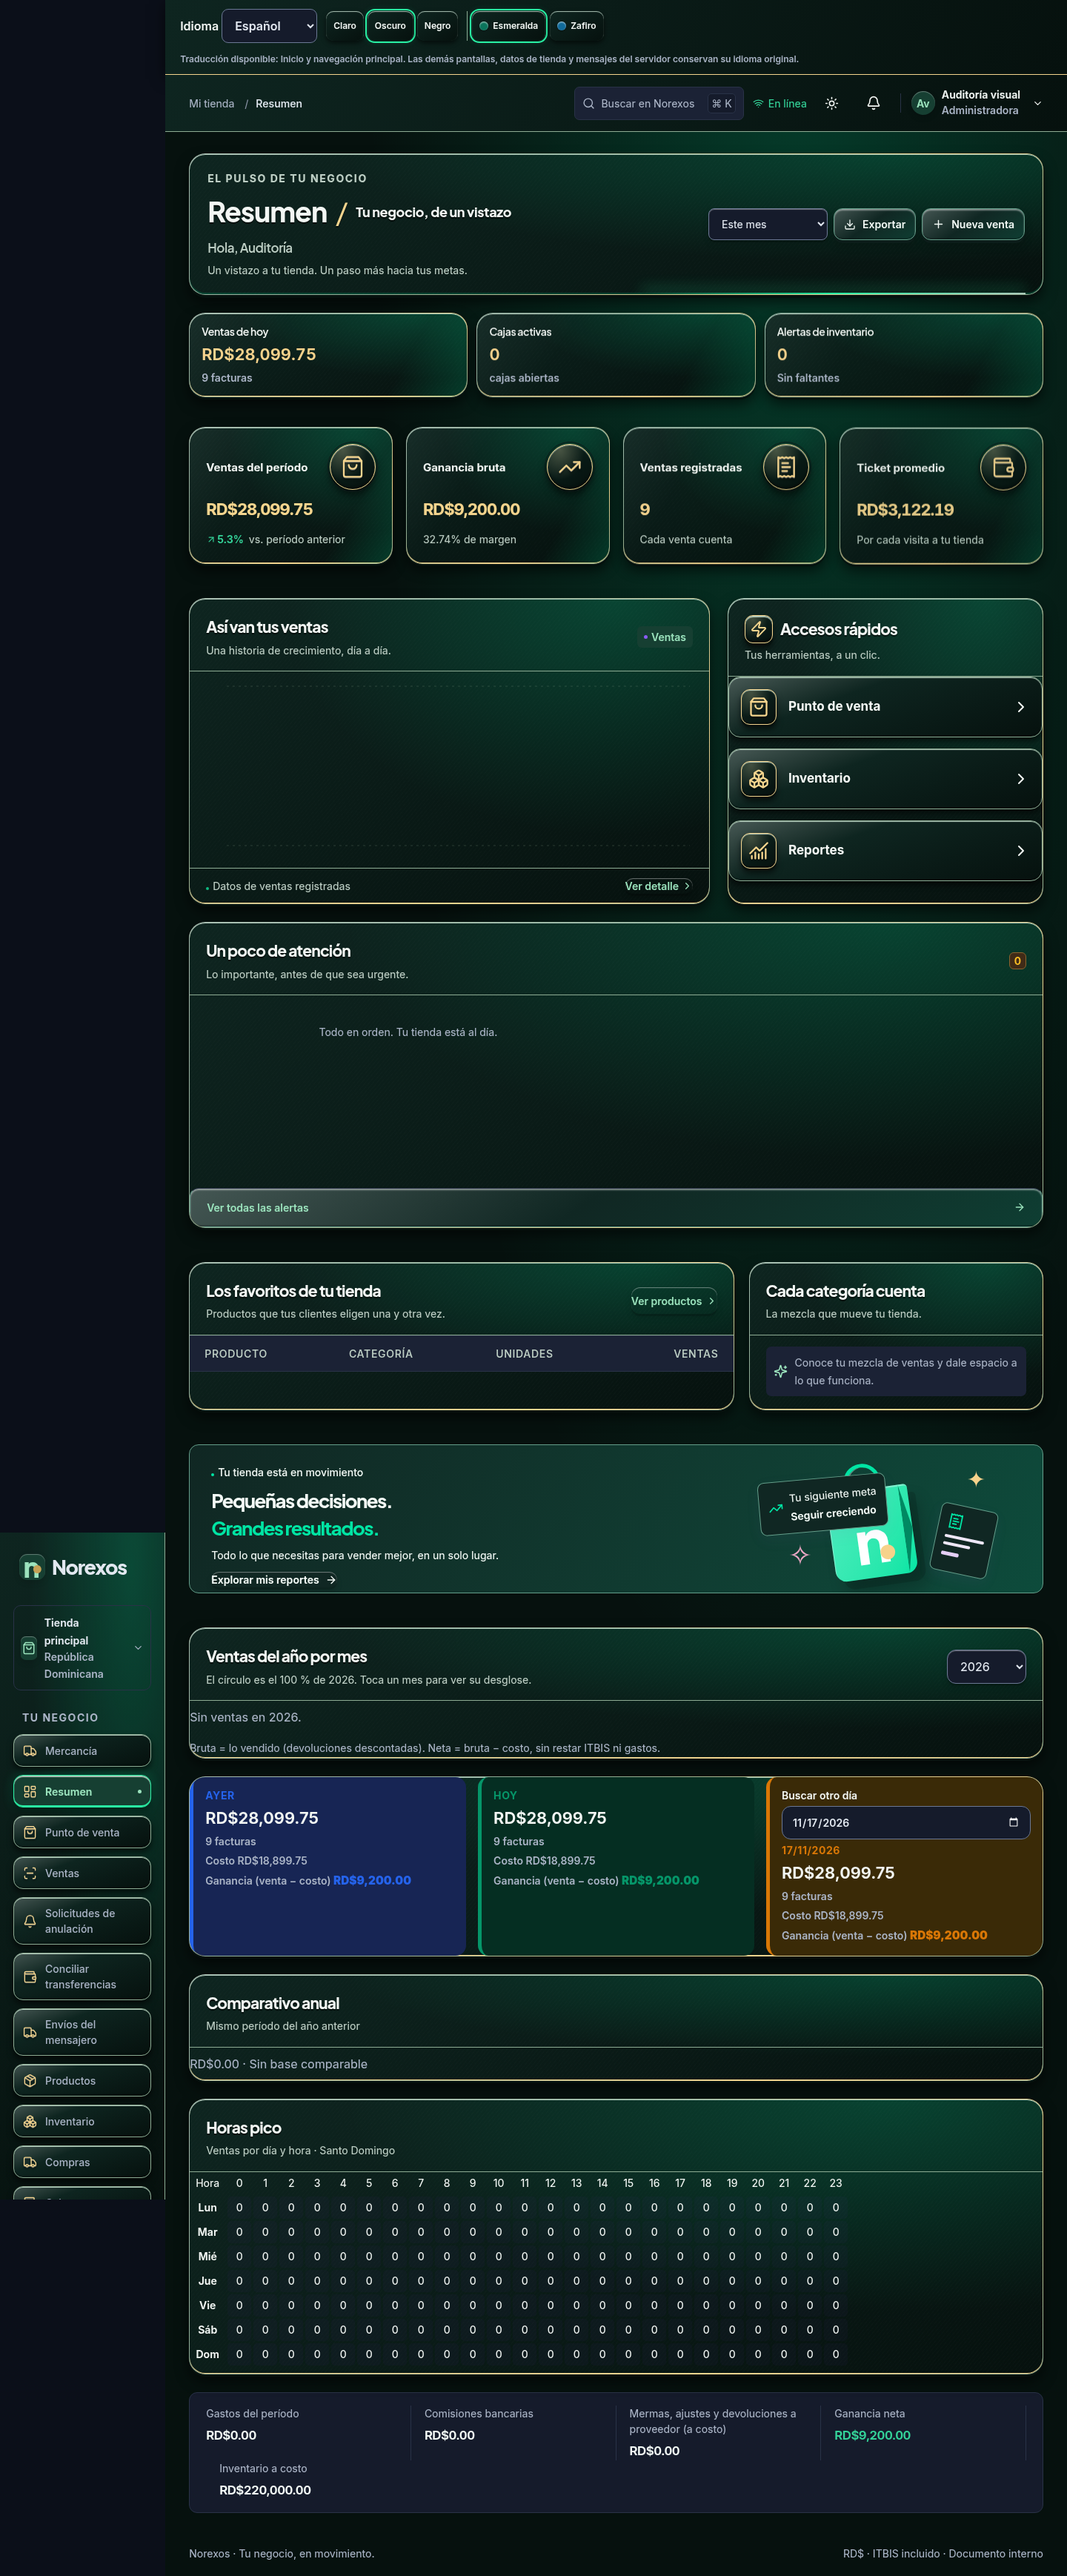 Idioma Español Claro Oscuro Negro Esmeralda Zafiro
Traducción disponible: Inicio y navegación principal. Las demás pantallas, datos de tienda y mensajes del servidor conservan su idioma original.
Mi tienda / Resumen Buscar en Norexos ⌘ K En línea Av Auditoría visual
Administradora
EL PULSO DE TU NEGOCIO
Resumen / Tu negocio, de un vistazo
Este mes Exportar Nueva venta
Hola, Auditoría
Un vistazo a tu tienda. Un paso más hacia tus metas.
Ventas de hoy
RD$28,099.75
9 facturas
Cajas activas
0
cajas abiertas
Alertas de inventario
0
Sin faltantes
Ventas del período
RD$28,099.75
5.3% vs. período anterior
Ganancia bruta
RD$9,200.00
32.74% de margen
Ventas registradas
9
Cada venta cuenta
Ticket promedio
RD$3,122.19
Por cada visita a tu tienda
Así van tus ventas
Una historia de crecimiento, día a día.
Ventas
Datos de ventas registradas
Ver detalle
Accesos rápidos
Tus herramientas, a un clic.
Punto de venta
Inventario
Reportes
Un poco de atención
Lo importante, antes de que sea urgente.
0
Todo en orden. Tu tienda está al día.
Ver todas las alertas
Los favoritos de tu tienda
Productos que tus clientes eligen una y otra vez.
Ver productos
PRODUCTO CATEGORÍA UNIDADES VENTAS
Cada categoría cuenta
La mezcla que mueve tu tienda.
Conoce tu mezcla de ventas y dale espacio a
lo que funciona.
Tu tienda está en movimiento
Pequeñas decisiones.
Grandes resultados.
Todo lo que necesitas para vender mejor, en un solo lugar.
Explorar mis reportes
Tu siguiente meta
Seguir creciendo
n
n Norexos
Tienda
principal
República
Dominicana
TU NEGOCIO
Mercancia
Resumen
Punto de venta
Ventas
Solicitudes de
anulación
Conciliar
transferencias
Envíos del
mensajero
Productos
Inventario
Compras
Ventas del año por mes
El círculo es el 100 % de 2026. Toca un mes para ver su desglose.
2026
Sin ventas en 2026.
Bruta = lo vendido (devoluciones descontadas). Neta = bruta − costo, sin restar ITBIS ni gastos.
AYER
RD$28,099.75
9 facturas
Costo RD$18,899.75
Ganancia (venta − costo) RD$9,200.00
HOY
RD$28,099.75
9 facturas
Costo RD$18,899.75
Ganancia (venta − costo) RD$9,200.00
Buscar otro día
11/17/2026
17/11/2026
RD$28,099.75
9 facturas
Costo RD$18,899.75
Ganancia (venta − costo) RD$9,200.00
Comparativo anual
Mismo período del año anterior
RD$0.00 · Sin base comparable
Horas pico
Ventas por día y hora · Santo Domingo
Hora 0 1 2 3 4 5 6 7 8 9 10 11 12 13 14 15 16 17 18 19 20 21 22 23
Lun 0 0 0 0 0 0 0 0 0 0 0 0 0 0 0 0 0 0 0 0 0 0 0 0
Mar 0 0 0 0 0 0 0 0 0 0 0 0 0 0 0 0 0 0 0 0 0 0 0 0
Mié 0 0 0 0 0 0 0 0 0 0 0 0 0 0 0 0 0 0 0 0 0 0 0 0
Jue 0 0 0 0 0 0 0 0 0 0 0 0 0 0 0 0 0 0 0 0 0 0 0 0
Vie 0 0 0 0 0 0 0 0 0 0 0 0 0 0 0 0 0 0 0 0 0 0 0 0
Sáb 0 0 0 0 0 0 0 0 0 0 0 0 0 0 0 0 0 0 0 0 0 0 0 0
Dom 0 0 0 0 0 0 0 0 0 0 0 0 0 0 0 0 0 0 0 0 0 0 0 0
Gastos del período
RD$0.00
Comisiones bancarias
RD$0.00
Mermas, ajustes y devoluciones a
proveedor (a costo)
RD$0.00
Ganancia neta
RD$9,200.00
Inventario a costo
RD$220,000.00
Norexos · Tu negocio, en movimiento.
RD$ · ITBIS incluido · Documento interno